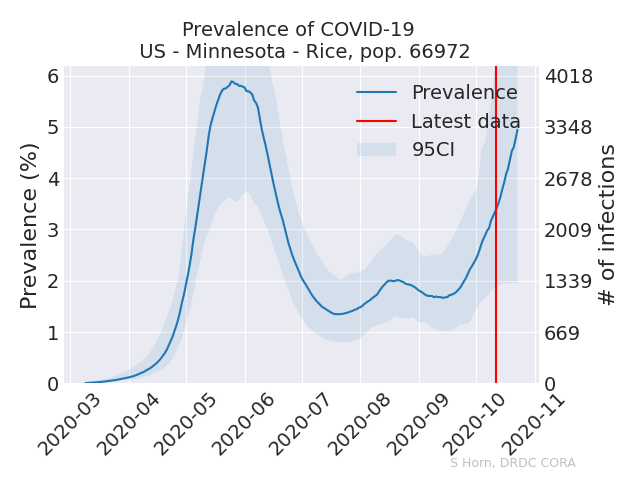 Prevalence of COVID-19
US - Minnesota - Rice, pop. 66972
Prevalence (%)
6
5
4
3
2
1
0
Prevalence
Latest data
95CI
4018
3348
2678
2009
1339
669
0
# of infections
2020-03
2020-04
2020-05
2020-06
2020-07
2020-08
2020-09
2020-10
2020-11
S Horn, DRDC CORA